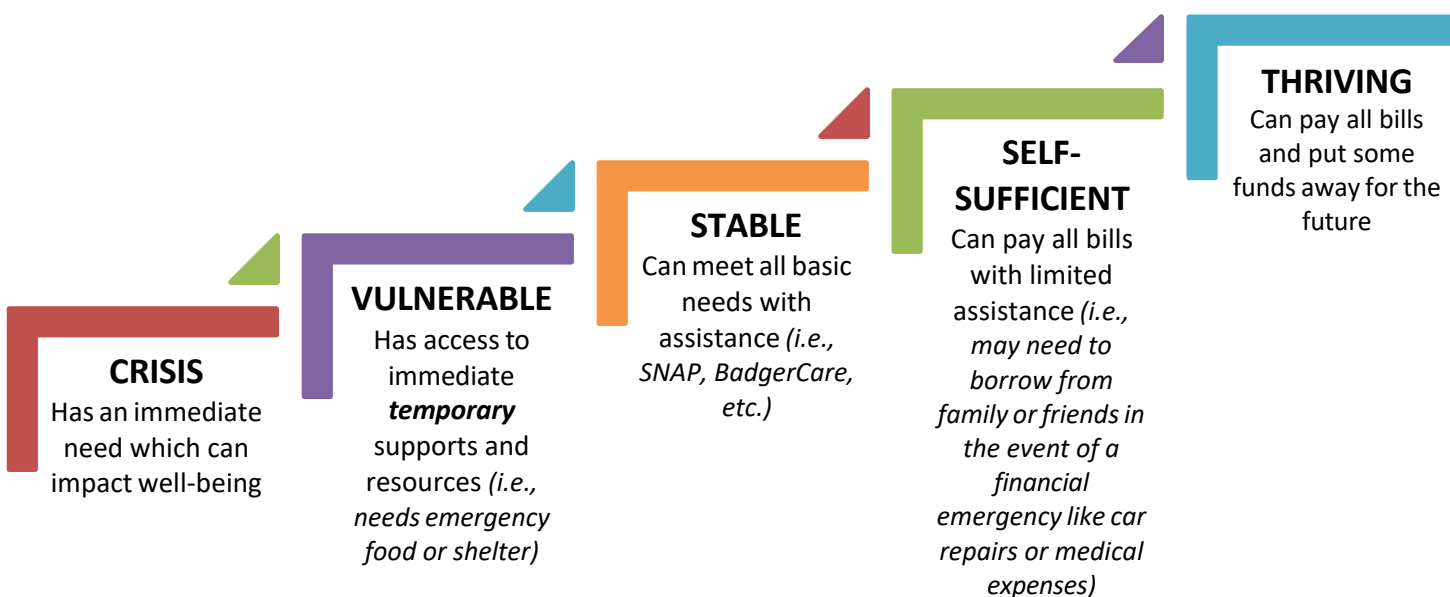 CRISIS
Has an immediate
need which can
impact well-being
VULNERABLE
Has access to
immediate
temporary
supports and
resources (i.e.,
needs emergency
food or shelter)
STABLE
Can meet all basic
needs with
assistance (i.e.,
SNAP, BadgerCare,
etc.)
SELF-
SUFFICIENT
Can pay all bills
with limited
assistance (i.e.,
may need to
borrow from
family or friends in
the event of a
financial
emergency like car
repairs or medical
expenses)
THRIVING
Can pay all bills
and put some
funds away for the
future